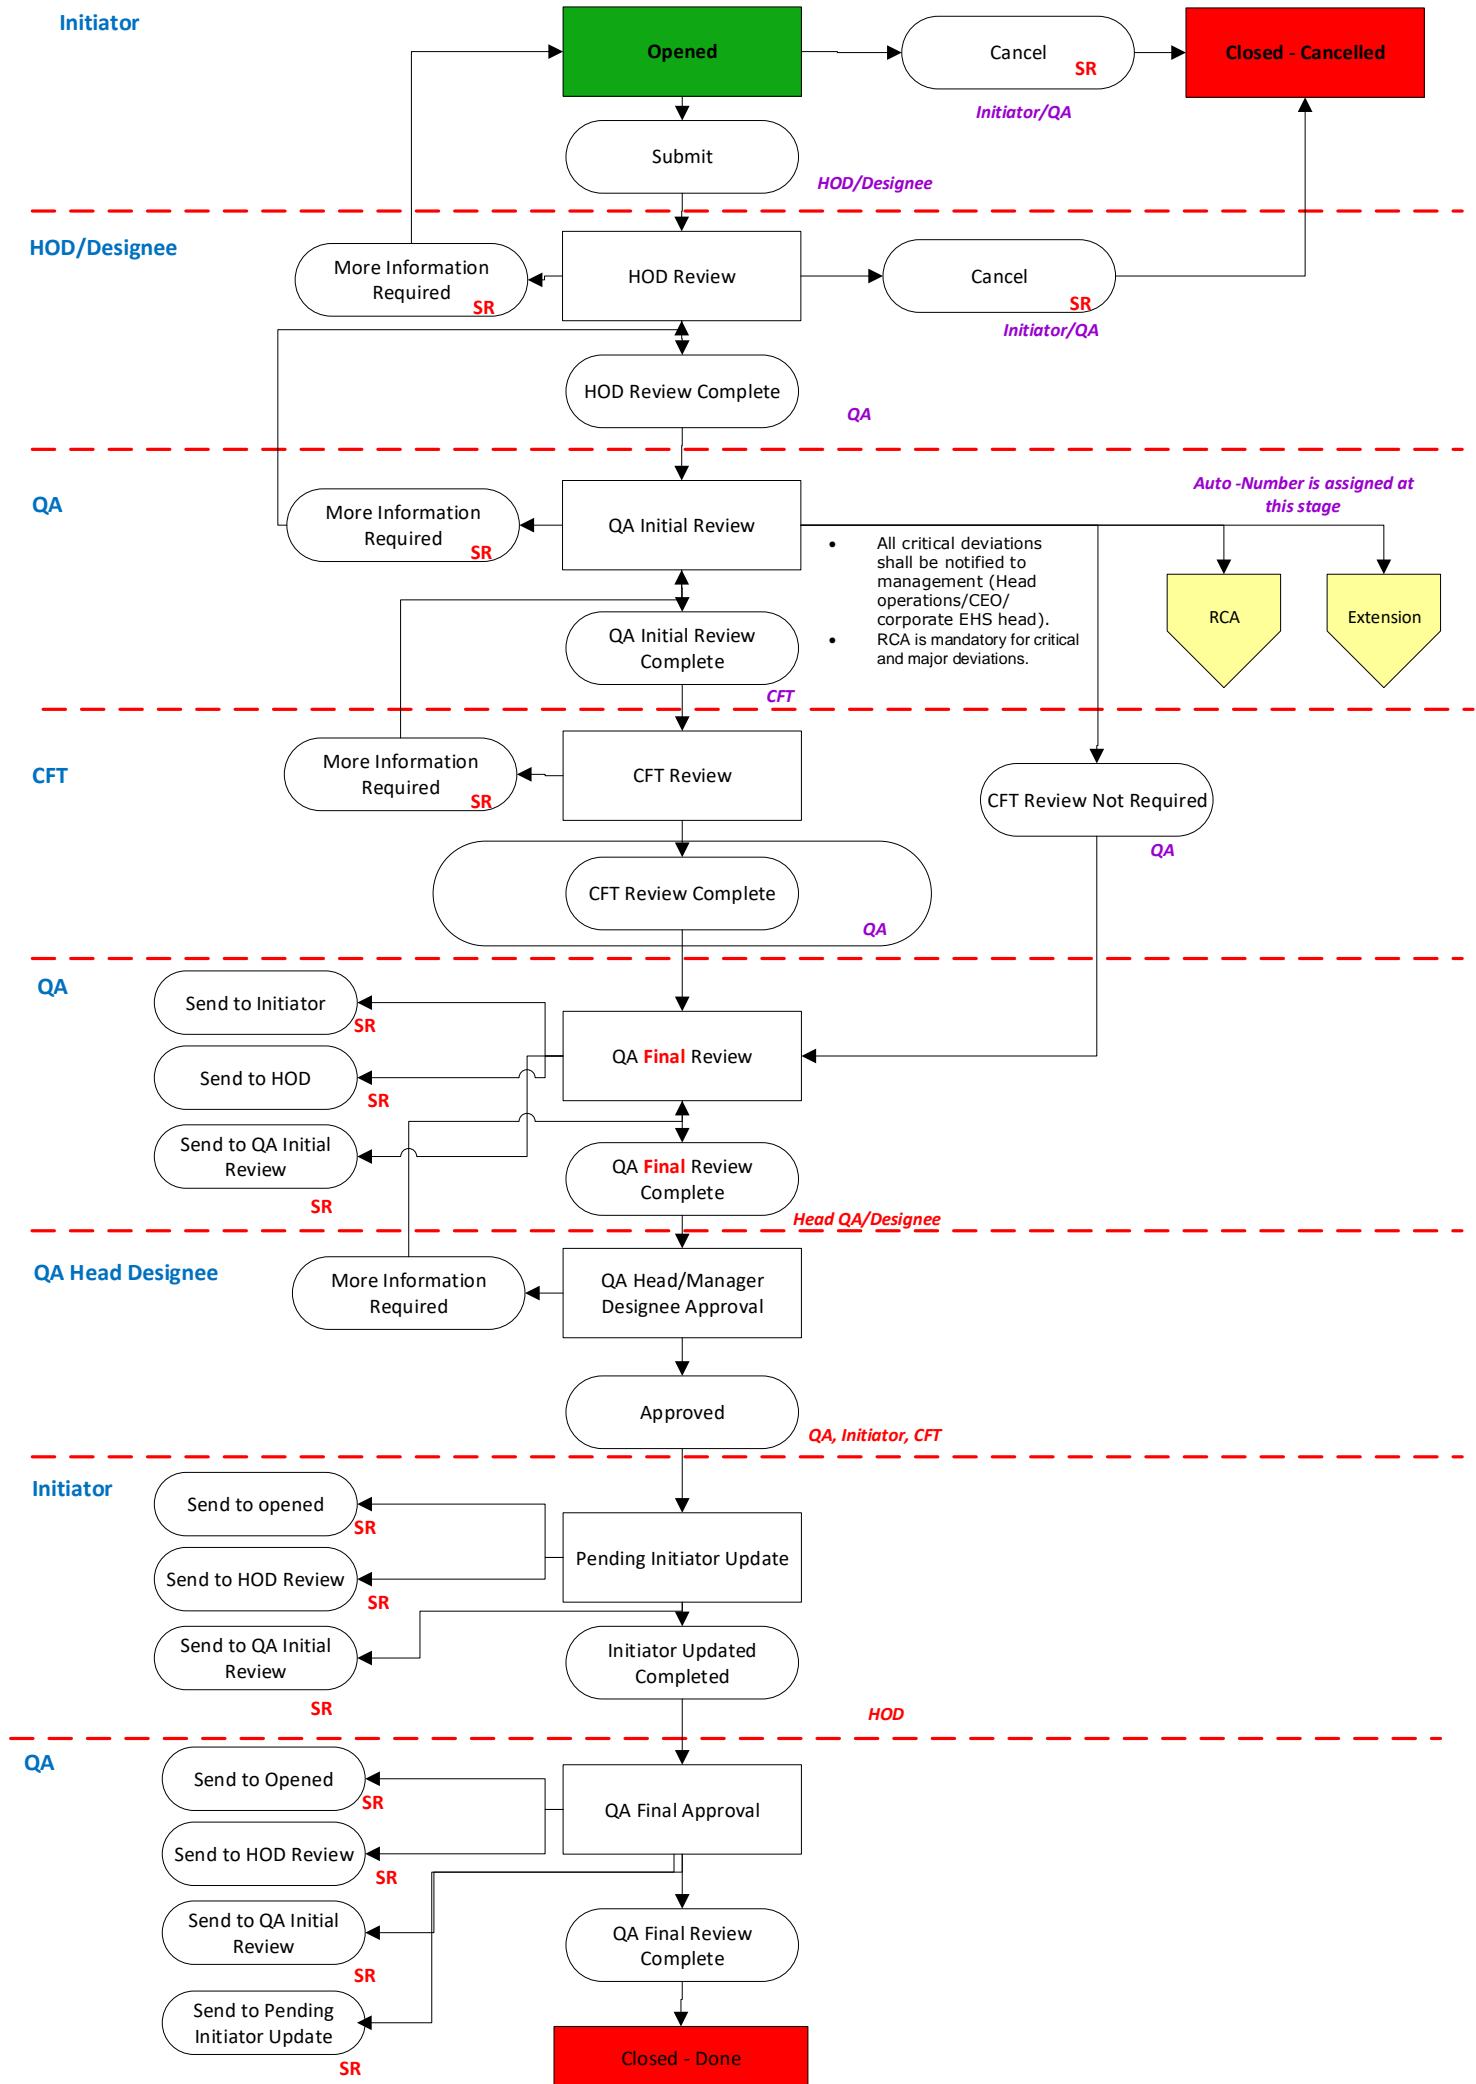 Initiator
Opened
Cancel
SR
Closed - Cancelled
Initiator/QA
Submit
HOD/Designee
HOD/Designee
More Information
Required
SR
HOD Review
Cancel
SR
Initiator/QA
HOD Review Complete
QA
QA
More Information
Required
SR
QA Initial Review
Auto -Number is assigned at
this stage
• All critical deviations
shall be notified to
management (Head
operations/CEO/
corporate EHS head).
• RCA is mandatory for critical
and major deviations.
RCA
Extension
QA Initial Review
Complete
CFT
CFT
More Information
Required
SR
CFT Review
CFT Review Not Required
QA
CFT Review Complete
QA
QA
Send to Initiator
SR
QA Final Review
Send to HOD
SR
Send to QA Initial
Review
SR
QA Final Review
Complete
Head QA/Designee
QA Head Designee
More Information
Required
QA Head/Manager
Designee Approval
Approved
QA, Initiator, CFT
Initiator
Send to opened
SR
Pending Initiator Update
Send to HOD Review
SR
Send to QA Initial
Review
SR
Initiator Updated
Completed
HOD
QA
Send to Opened
SR
QA Final Approval
Send to HOD Review
SR
Send to QA Initial
Review
SR
QA Final Review
Complete
Send to Pending
Initiator Update
SR
Closed - Done